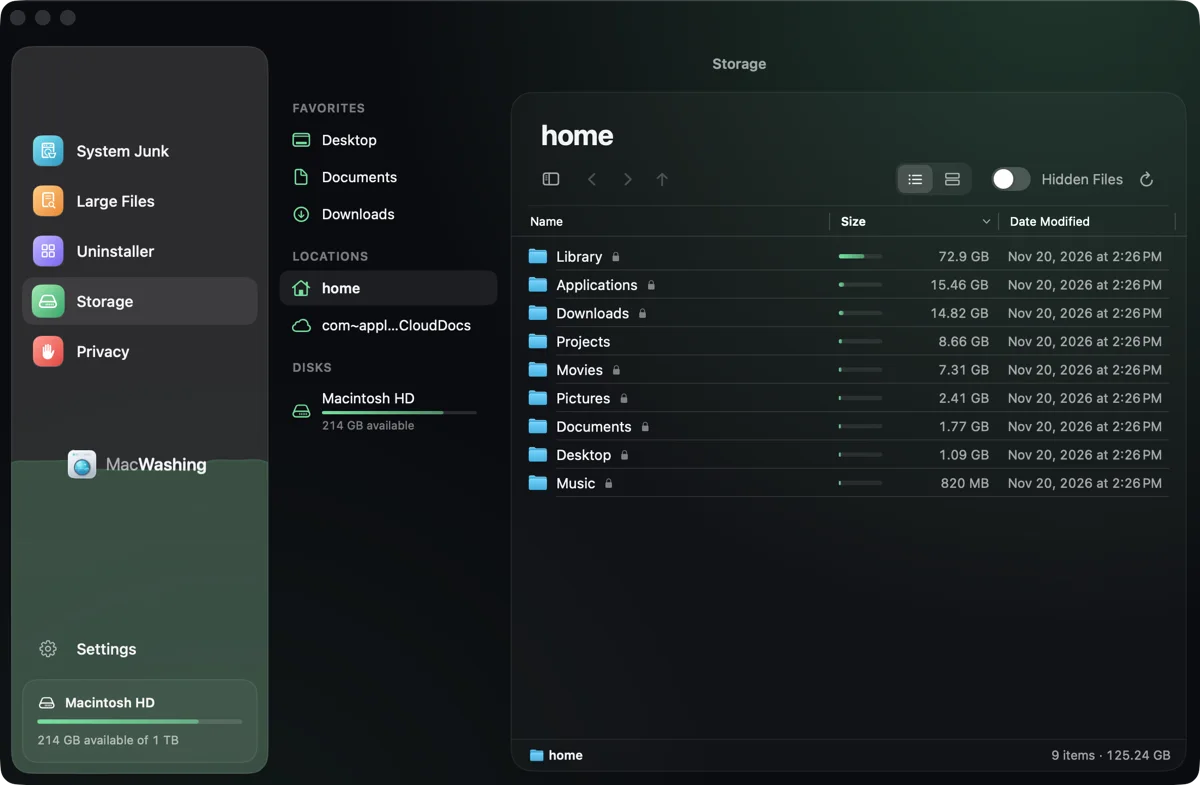 System Junk
Large Files
Uninstaller
Storage
Privacy
MacWashing
Settings
Macintosh HD
214 GB available of 1 TB
FAVORITES
Desktop
Documents
Downloads
LOCATIONS
home
com~appl...CloudDocs
DISKS
Macintosh HD
214 GB available
Storage
home
Hidden Files
Name Size Date Modified
Library 72.9 GB Nov 20, 2026 at 2:26 PM
Applications 15.46 GB Nov 20, 2026 at 2:26 PM
Downloads 14.82 GB Nov 20, 2026 at 2:26 PM
Projects 8.66 GB Nov 20, 2026 at 2:26 PM
Movies 7.31 GB Nov 20, 2026 at 2:26 PM
Pictures 2.41 GB Nov 20, 2026 at 2:26 PM
Documents 1.77 GB Nov 20, 2026 at 2:26 PM
Desktop 1.09 GB Nov 20, 2026 at 2:26 PM
Music 820 MB Nov 20, 2026 at 2:26 PM
home 9 items · 125.24 GB